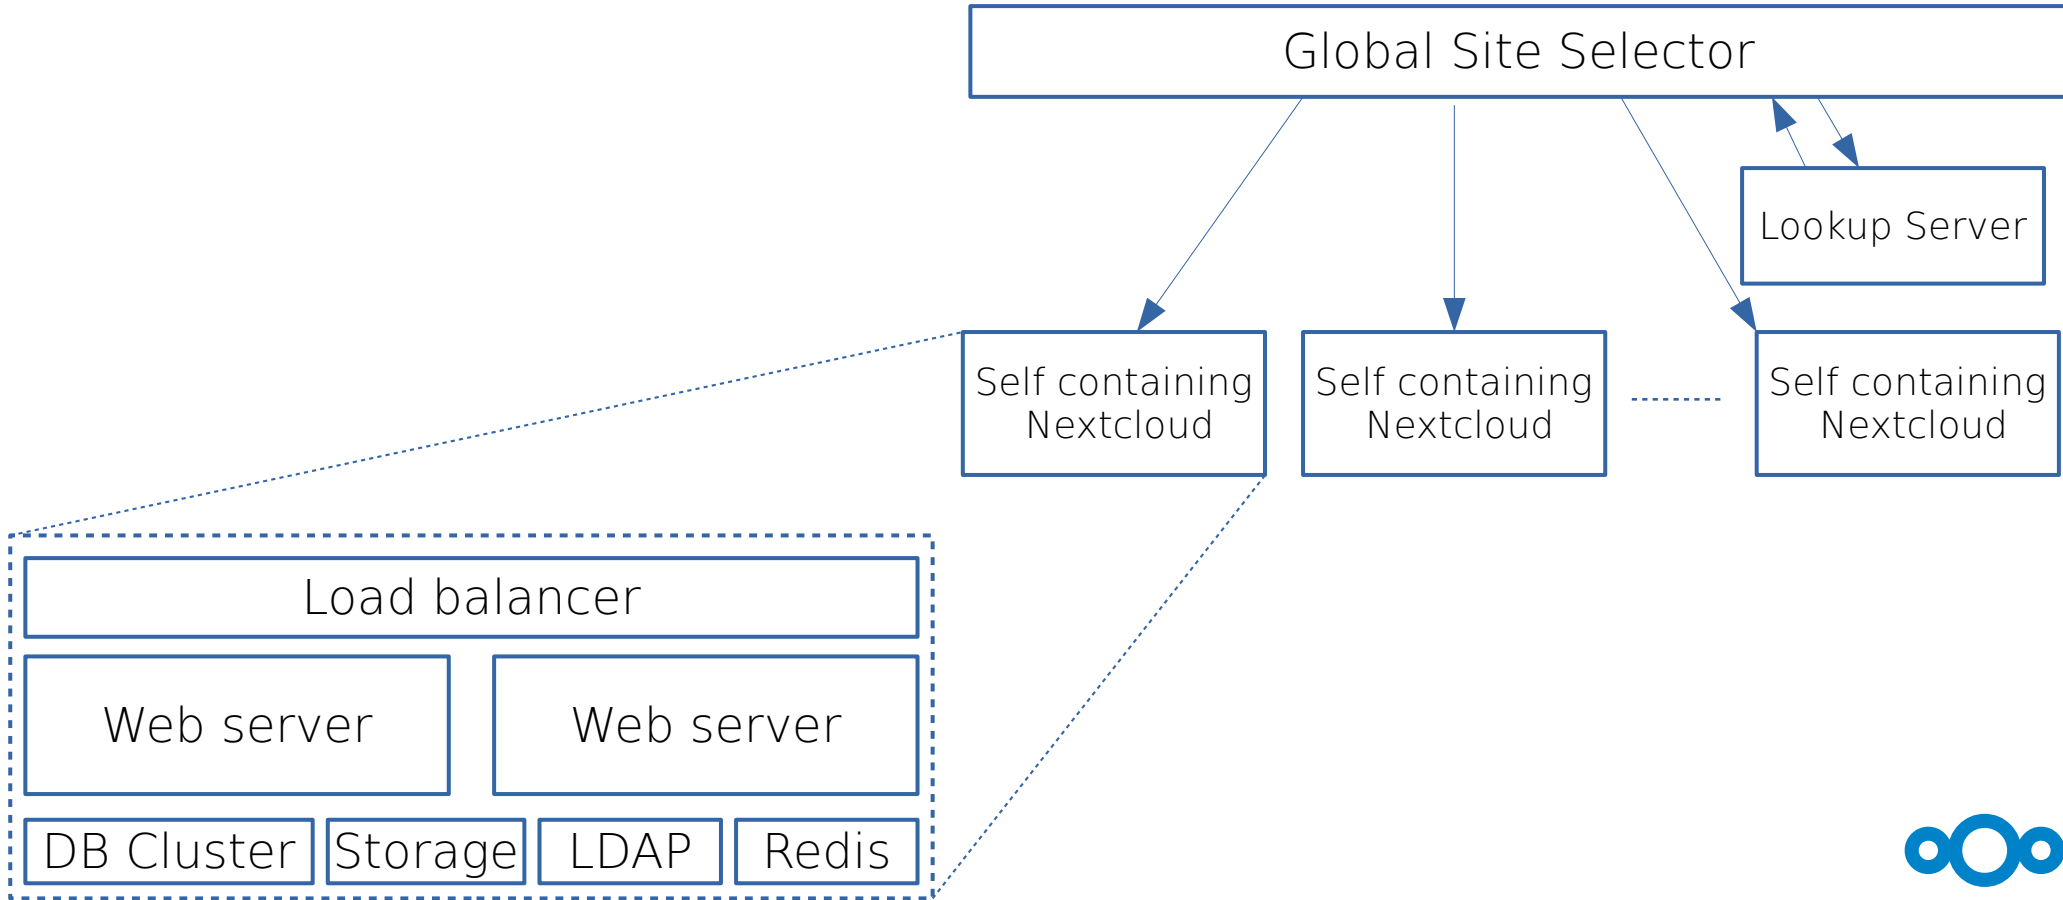 Global Site Selector
Lookup Server
Self containing
Nextcloud
Self containing
Nextcloud
Self containing
Nextcloud
Load balancer
Web server
Web server
DB Cluster
Storage
LDAP
Redis